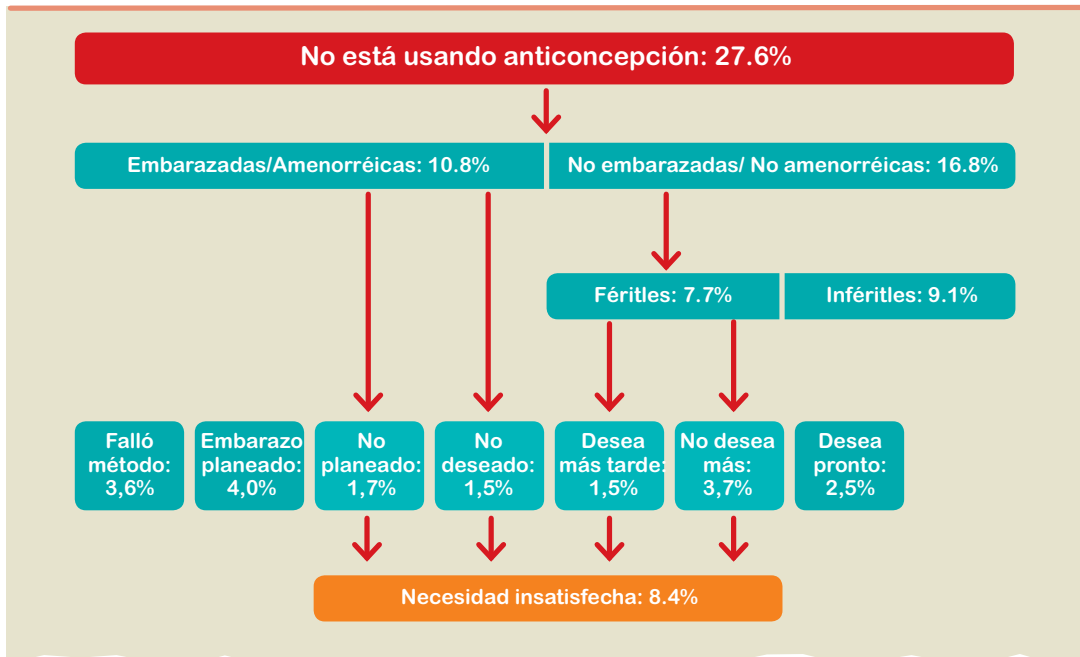 No está usando anticoncepción: 27.6%
Embarazadas/Amenorréicas: 10.8%
No embarazadas/ No amenorréicas: 16.8%
Féritles: 7.7%
Inféritles: 9.1%
Falló
método:
3,6%
Embarazo
planeado:
4,0%
No
planeado:
1,7%
No
deseado:
1,5%
Desea
más tarde:
1,5%
No desea
más:
3,7%
Desea
pronto:
2,5%
Necesidad insatisfecha: 8.4%